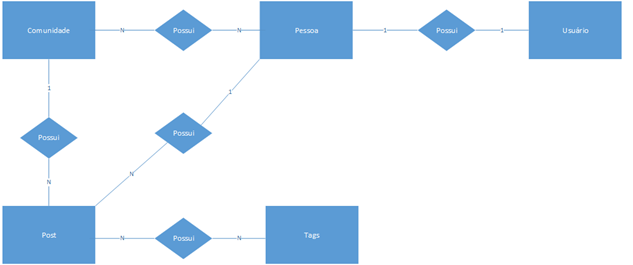 Comunidade
N
Possui
N
Pessoa
1
Possui
1
Usuário
1
1
Possui
Possui
N
N
Post
N
Possui
N
Tags